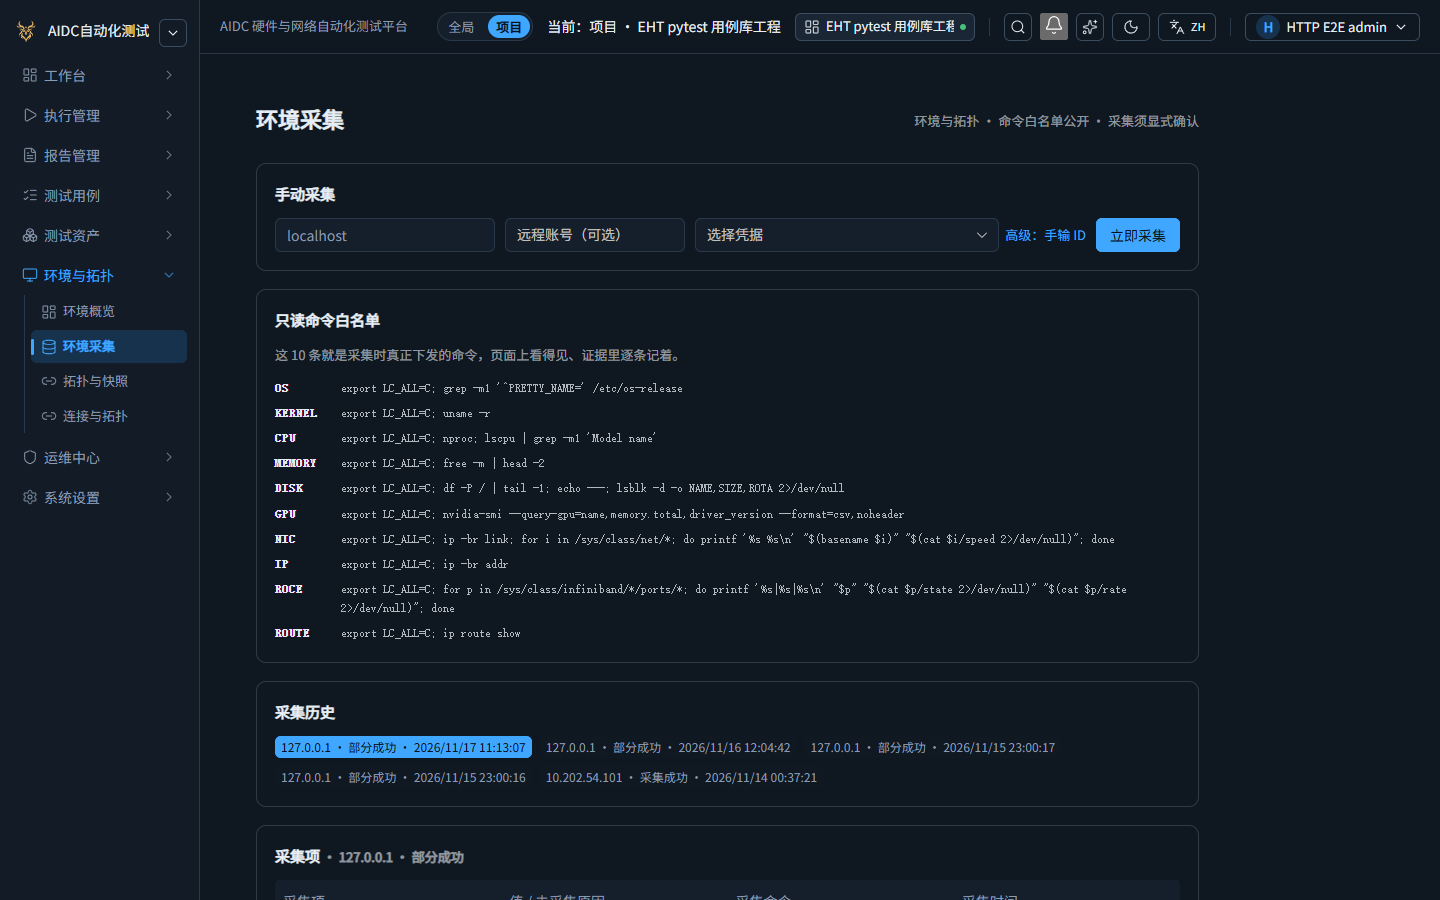 AIDC自动化测试
AIDC 硬件与网络自动化测试平台
全局
项目
当前：项目 · EHT pytest 用例库工程
EHT pytest 用例库工程
ZH
H
HTTP E2E admin
工作台
执行管理
报告管理
测试用例
测试资产
环境与拓扑
环境概览
环境采集
拓扑与快照
连接与拓扑
运维中心
系统设置
环境采集
环境与拓扑 · 命令白名单公开 · 采集须显式确认
手动采集
localhost
远程账号（可选）
选择凭据
高级：手输 ID
立即采集
只读命令白名单
这 10 条就是采集时真正下发的命令，页面上看得见、证据里逐条记着。
OS export LC_ALL=C; grep -m1 '^PRETTY_NAME=' /etc/os-release
KERNEL export LC_ALL=C; uname -r
CPU export LC_ALL=C; nproc; lscpu | grep -m1 'Model name'
MEMORY export LC_ALL=C; free -m | head -2
DISK export LC_ALL=C; df -P / | tail -1; echo ---; lsblk -d -o NAME,SIZE,ROTA 2>/dev/null
GPU export LC_ALL=C; nvidia-smi --query-gpu=name,memory.total,driver_version --format=csv,noheader
NIC export LC_ALL=C; ip -br link; for i in /sys/class/net/*; do printf '%s %s\n' "$(basename $i)" "$(cat $i/speed 2>/dev/null)"; done
IP export LC_ALL=C; ip -br addr
ROCE export LC_ALL=C; for p in /sys/class/infiniband/*/ports/*; do printf '%s|%s|%s\n' "$p" "$(cat $p/state 2>/dev/null)" "$(cat $p/rate
2>/dev/null)"; done
ROUTE export LC_ALL=C; ip route show
采集历史
127.0.0.1 · 部分成功 · 2026/11/17 11:13:07
127.0.0.1 · 部分成功 · 2026/11/16 12:04:42
127.0.0.1 · 部分成功 · 2026/11/15 23:00:17
127.0.0.1 · 部分成功 · 2026/11/15 23:00:16
10.202.54.101 · 采集成功 · 2026/11/14 00:37:21
采集项 · 127.0.0.1 · 部分成功
采集项
值 / 未采集原因
采集命令
采集时间